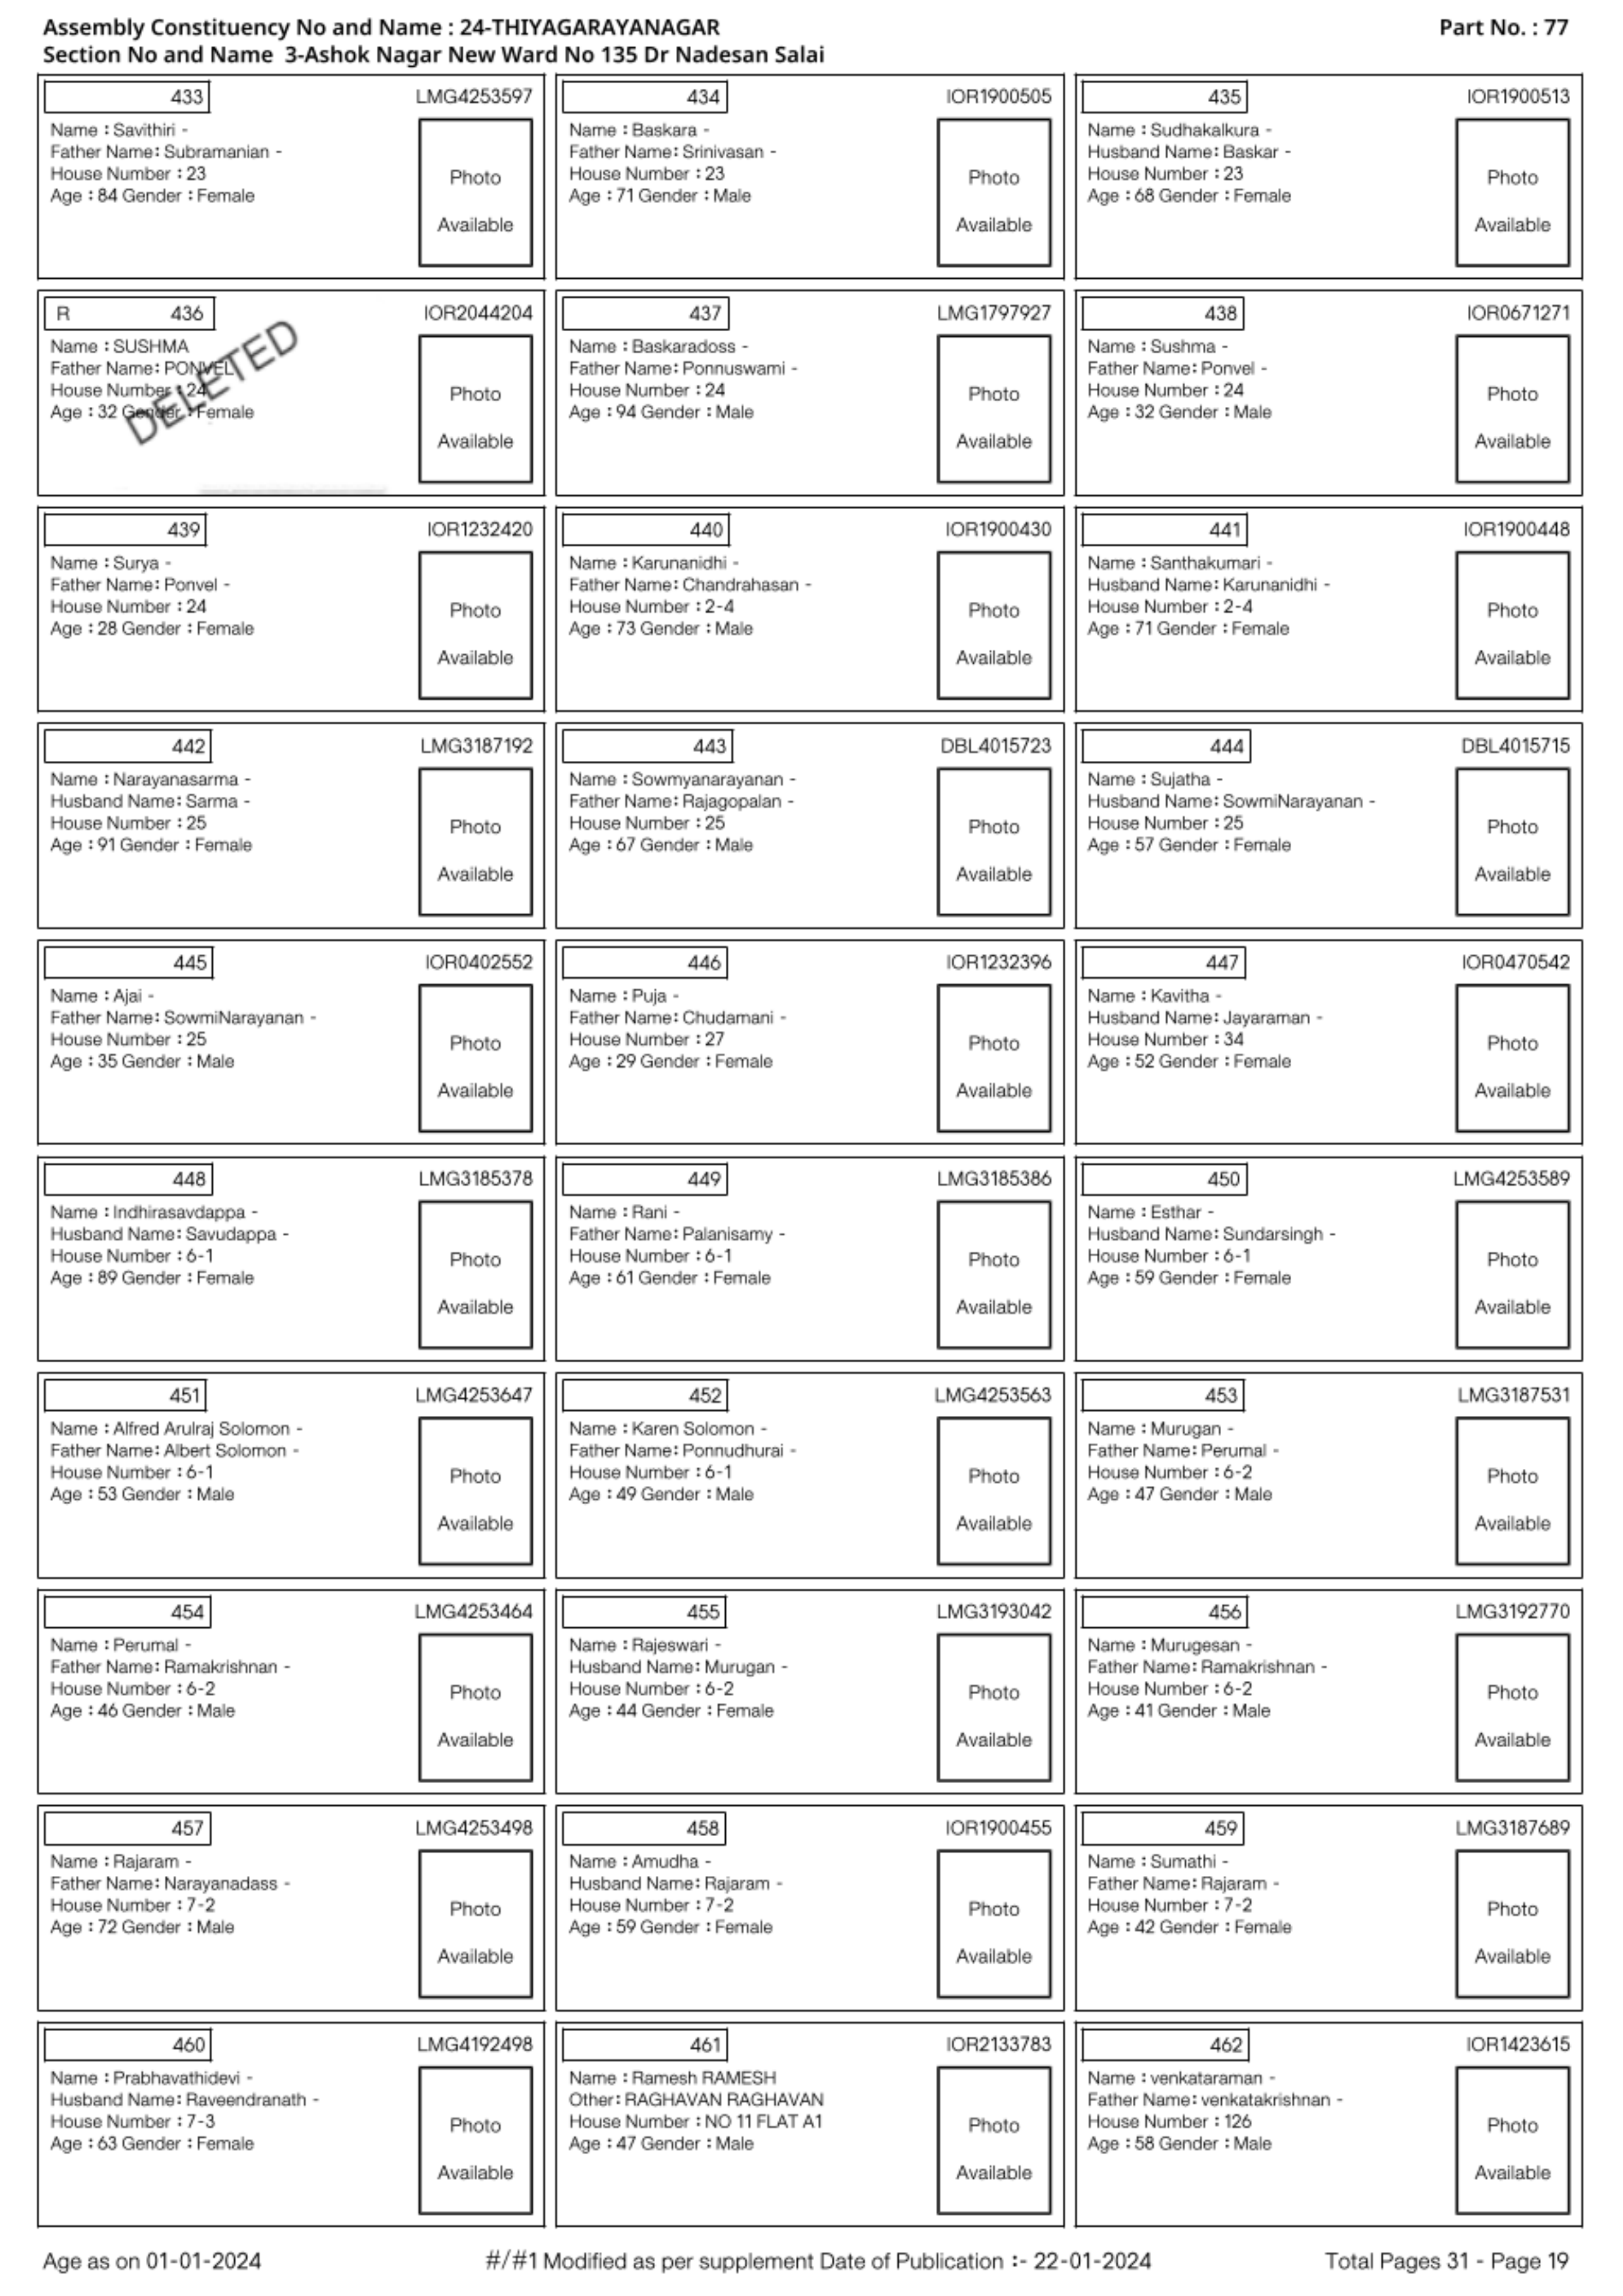 Assembly Constituency No and Name : 24-THIYAGARAYANAGAR
Part No. : 77
Section No and Name 3-Ashok Nagar New Ward No 135 Dr Nadesan Salai
433 LMG4253597
Name : Savithiri -
Father Name: Subramanian -
House Number : 23
Age : 84 Gender : Female
Photo
Available
434 IOR1900505
Name : Baskara -
Father Name: Srinivasan -
House Number : 23
Age : 71 Gender : Male
Photo
Available
435 IOR1900513
Name : Sudhakalkura -
Husband Name: Baskar -
House Number : 23
Age : 68 Gender : Female
Photo
Available
R 436 IOR2044204
Name : SUSHMA
Father Name: PONVEL
House Number : 24
Age : 32 Gender : Female
DELETED
Photo
Available
437 LMG1797927
Name : Baskaradoss -
Father Name: Ponnuswami -
House Number : 24
Age : 94 Gender : Male
Photo
Available
438 IOR0671271
Name : Sushma -
Father Name: Ponvel -
House Number : 24
Age : 32 Gender : Male
Photo
Available
439 IOR1232420
Name : Surya -
Father Name: Ponvel -
House Number : 24
Age : 28 Gender : Female
Photo
Available
440 IOR1900430
Name : Karunanidhi -
Father Name: Chandrahasan -
House Number : 2-4
Age : 73 Gender : Male
Photo
Available
441 IOR1900448
Name : Santhakumari -
Husband Name: Karunanidhi -
House Number : 2-4
Age : 71 Gender : Female
Photo
Available
442 LMG3187192
Name : Narayanasarma -
Husband Name: Sarma -
House Number : 25
Age : 91 Gender : Female
Photo
Available
443 DBL4015723
Name : Sowmyanarayanan -
Father Name: Rajagopalan -
House Number : 25
Age : 67 Gender : Male
Photo
Available
444 DBL4015715
Name : Sujatha -
Husband Name: SowmiNarayanan -
House Number : 25
Age : 57 Gender : Female
Photo
Available
445 IOR0402552
Name : Ajai -
Father Name: SowmiNarayanan -
House Number : 25
Age : 35 Gender : Male
Photo
Available
446 IOR1232396
Name : Puja -
Father Name: Chudamani -
House Number : 27
Age : 29 Gender : Female
Photo
Available
447 IOR0470542
Name : Kavitha -
Husband Name: Jayaraman -
House Number : 34
Age : 52 Gender : Female
Photo
Available
448 LMG3185378
Name : Indhirasavdappa -
Husband Name: Savudappa -
House Number : 6-1
Age : 89 Gender : Female
Photo
Available
449 LMG3185386
Name : Rani -
Father Name: Palanisamy -
House Number : 6-1
Age : 61 Gender : Female
Photo
Available
450 LMG4253589
Name : Esthar -
Husband Name: Sundarsingh -
House Number : 6-1
Age : 59 Gender : Female
Photo
Available
451 LMG4253647
Name : Alfred Arulraj Solomon -
Father Name: Albert Solomon -
House Number : 6-1
Age : 53 Gender : Male
Photo
Available
452 LMG4253563
Name : Karen Solomon -
Father Name: Ponnudhurai -
House Number : 6-1
Age : 49 Gender : Male
Photo
Available
453 LMG3187531
Name : Murugan -
Father Name: Perumal -
House Number : 6-2
Age : 47 Gender : Male
Photo
Available
454 LMG4253464
Name : Perumal -
Father Name: Ramakrishnan -
House Number : 6-2
Age : 46 Gender : Male
Photo
Available
455 LMG3193042
Name : Rajeswari -
Husband Name: Murugan -
House Number : 6-2
Age : 44 Gender : Female
Photo
Available
456 LMG3192770
Name : Murugesan -
Father Name: Ramakrishnan -
House Number : 6-2
Age : 41 Gender : Male
Photo
Available
457 LMG4253498
Name : Rajaram -
Father Name: Narayanadass -
House Number : 7-2
Age : 72 Gender : Male
Photo
Available
458 IOR1900455
Name : Amudha -
Husband Name: Rajaram -
House Number : 7-2
Age : 59 Gender : Female
Photo
Available
459 LMG3187689
Name : Sumathi -
Father Name: Rajaram -
House Number : 7-2
Age : 42 Gender : Female
Photo
Available
460 LMG4192498
Name : Prabhavathidevi -
Husband Name: Raveendranath -
House Number : 7-3
Age : 63 Gender : Female
Photo
Available
461 IOR2133783
Name : Ramesh RAMESH
Other: RAGHAVAN RAGHAVAN
House Number : NO 11 FLAT A1
Age : 47 Gender : Male
Photo
Available
462 IOR1423615
Name : venkataraman -
Father Name: venkatakrishnan -
House Number : 126
Age : 58 Gender : Male
Photo
Available
Age as on 01-01-2024
#/#1 Modified as per supplement Date of Publication :- 22-01-2024
Total Pages 31 - Page 19